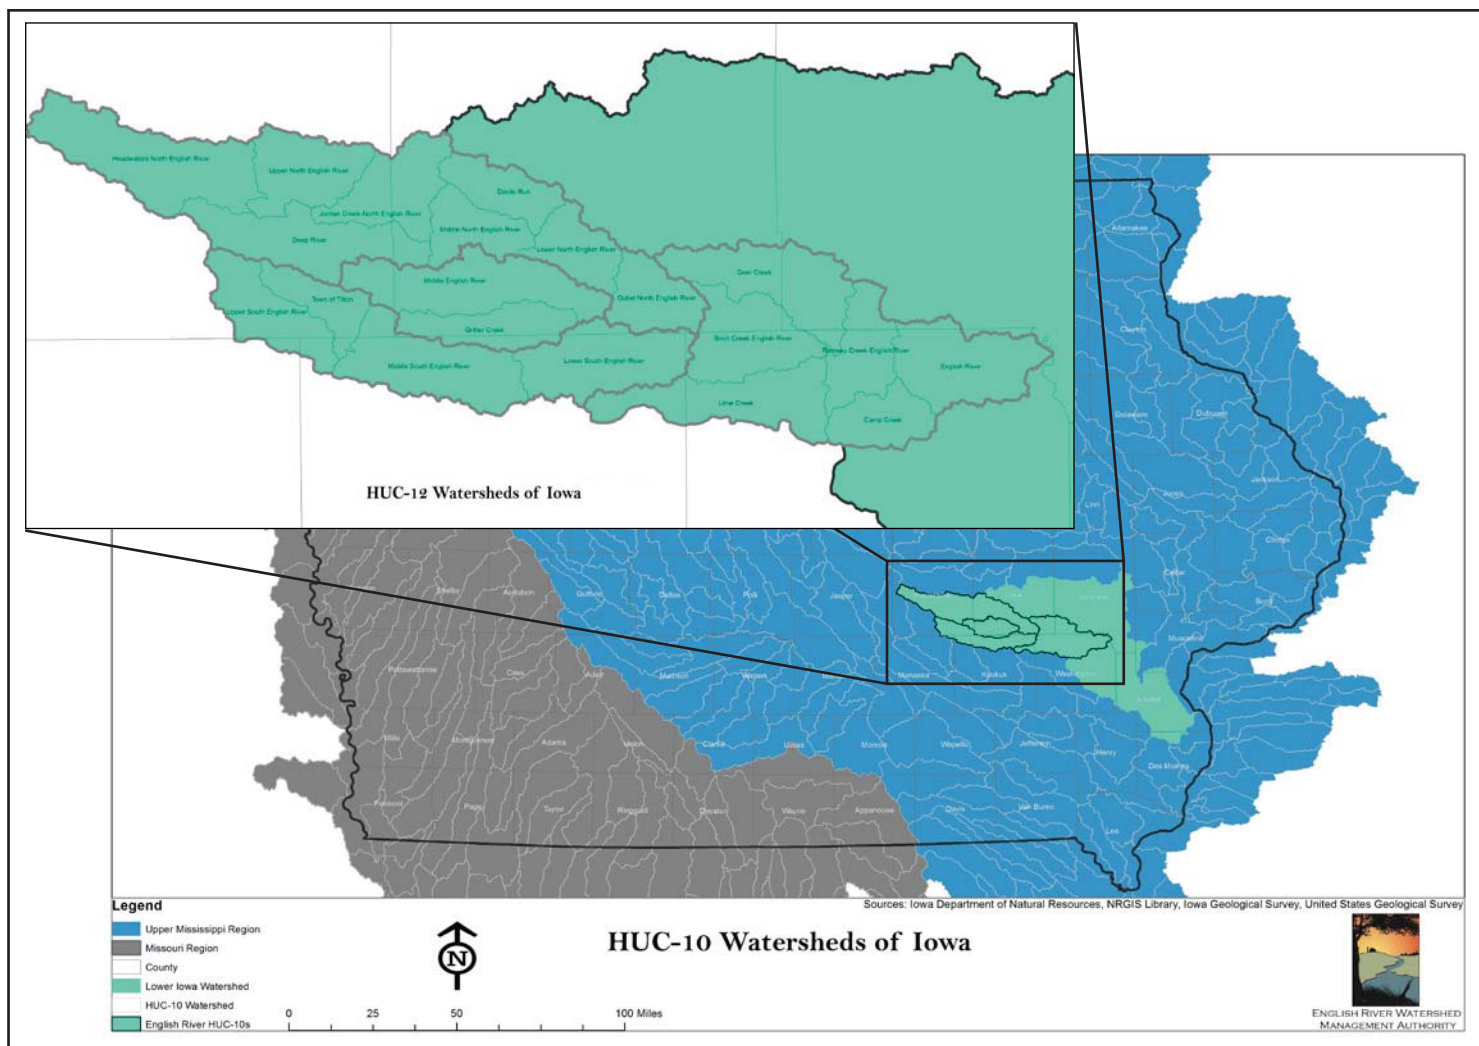 Headwaters North English River
Upper North English River
Devils Run
Jordan Creek-North English River
Middle North English River
Deep River
Lower North English River
Deer Creek
Middle English River
Town of Tilton
Outlet North English River
Upper South English River
Gritter Creek
Birch Creek-English River
Ramsey Creek-English River
Lower South English River
Middle South English River
English River
Lime Creek
Camp Creek
HUC-12 Watersheds of Iowa
Allamakee
Clayton
Delaware
Dubuque
Jackson
Jones
Linn
Clinton
Cedar
Scott
Shelby
Audubon
Guthrie
Dallas
Polk
Jasper
Muscatine
Pottawattamie
Cass
Adair
Madison
Warren
Mahaska
Keokuk
Washington
Louisa
Mills
Montgomery
Adams
Union
Clarke
Lucas
Monroe
Wapello
Jefferson
Henry
Des Moines
Fremont
Page
Taylor
Ringgold
Decatur
Wayne
Appanoose
Davis
Van Buren
Lee
Legend
Upper Mississippi Region
Missouri Region
County
Lower Iowa Watershed
HUC-10 Watershed
English River HUC-10s
N
0 25 50 100 Miles
HUC-10 Watersheds of Iowa
Sources: Iowa Department of Natural Resources, NRGIS Library, Iowa Geological Survey, United States Geological Survey
ENGLISH RIVER WATERSHED
MANAGEMENT AUTHORITY